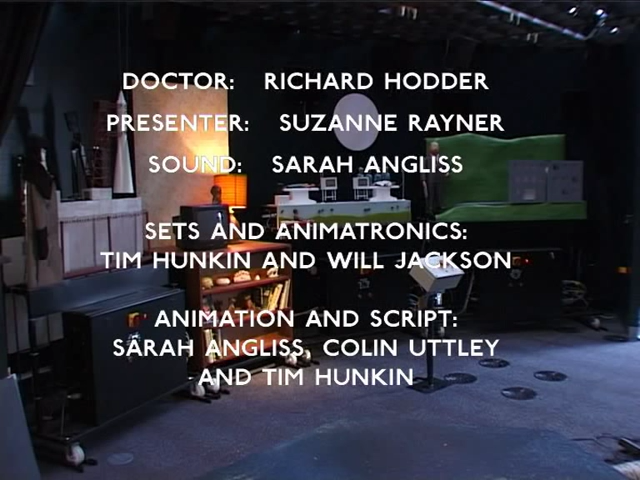 DOCTOR: RICHARD HODDER
PRESENTER: SUZANNE RAYNER
SOUND: SARAH ANGLISS
SETS AND ANIMATRONICS:
TIM HUNKIN AND WILL JACKSON
ANIMATION AND SCRIPT:
SARAH ANGLISS, COLIN UTTLEY
AND TIM HUNKIN